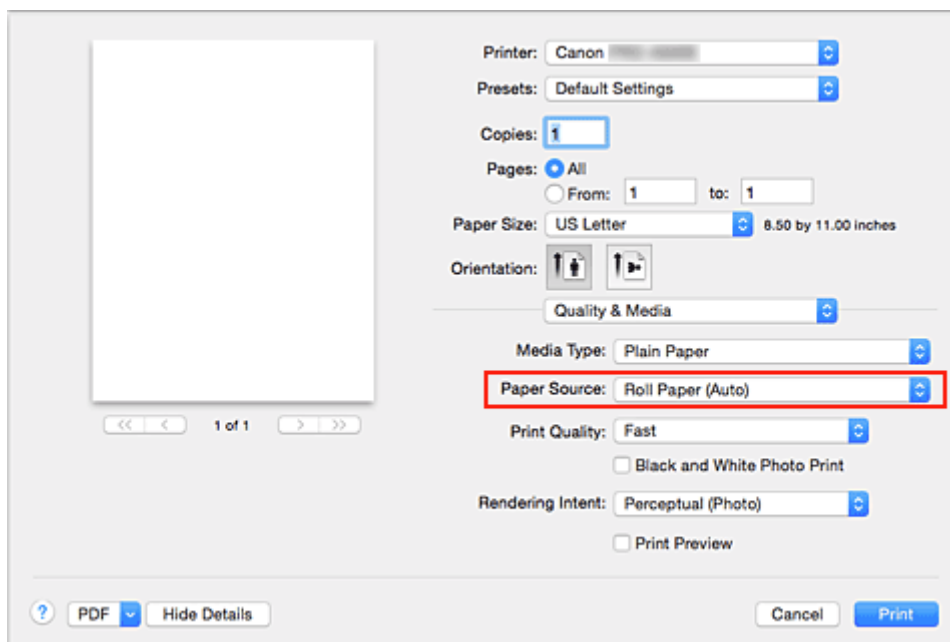 Printer: Canon
Presets: Default Settings
Copies: 1
Pages: All
From: 1 to: 1
Paper Size: US Letter 8.50 by 11.00 inches
Orientation:
Quality & Media
Media Type: Plain Paper
Paper Source: Roll Paper (Auto)
<< < 1 of 1 > >>
Print Quality: Fast
Black and White Photo Print
Rendering Intent: Perceptual (Photo)
Print Preview
? PDF Hide Details Cancel Print